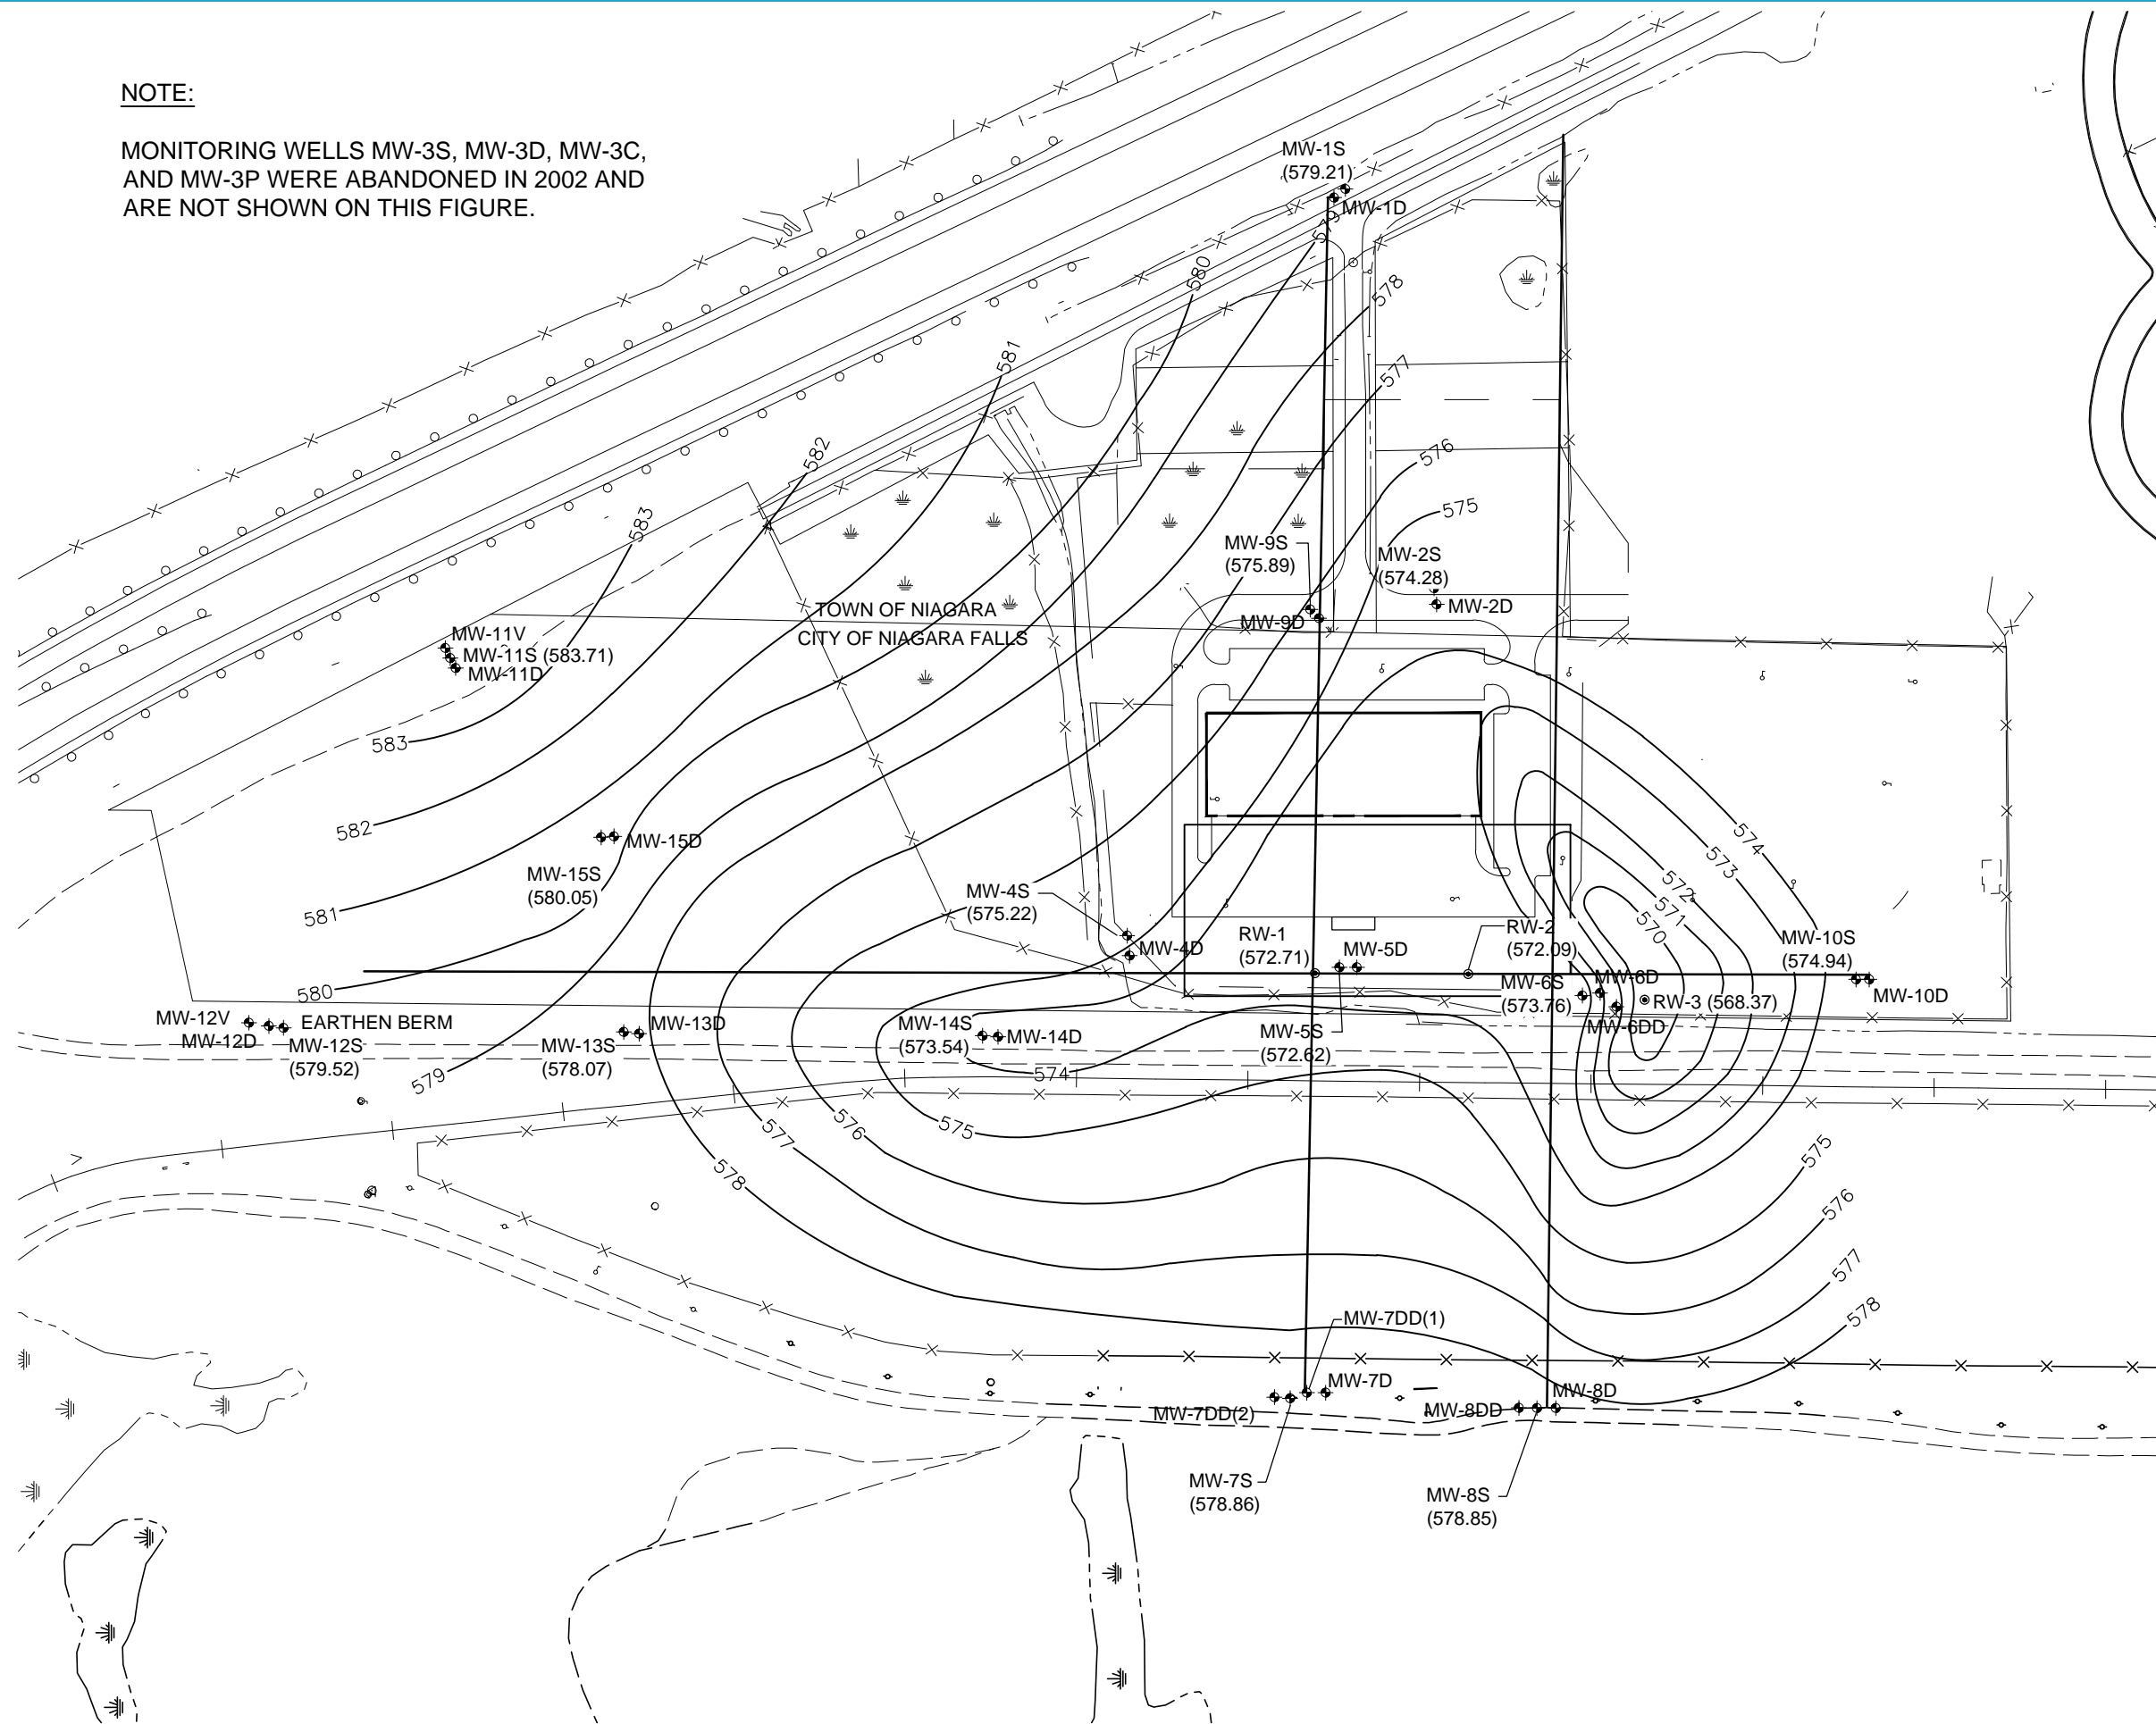 NOTE:
MONITORING WELLS MW-3S, MW-3D, MW-3C,
AND MW-3P WERE ABANDONED IN 2002 AND
ARE NOT SHOWN ON THIS FIGURE.
MW-1S
(579.21)
MW-1D
579
580
578
581
577
582
576
583
575
MW-9S
(575.89)
MW-2S
(574.28)
MW-2D
MW-9D
TOWN OF NIAGARA
CITY OF NIAGARA FALLS
MW-11V
MW-11S (583.71)
MW-11D
583
582
MW-15D
MW-15S
(580.05)
581
574
573
572
571
570
MW-4S
(575.22)
MW-4D
RW-1
(572.71)
MW-5D
RW-2
(572.09)
MW-10S
(574.94)
MW-10D
MW-6S
(573.76)
MW-6D
RW-3 (568.37)
MW-6DD
580
MW-12V
MW-12D
EARTHEN BERM
MW-12S
(579.52)
MW-13D
MW-13S
(578.07)
MW-14S
(573.54)
MW-14D
MW-5S
(572.62)
579
574
575
576
577
578
575
576
577
578
MW-7DD(1)
MW-7D
MW-7DD(2)
MW-8D
MW-8DD
MW-7S
(578.86)
MW-8S
(578.85)